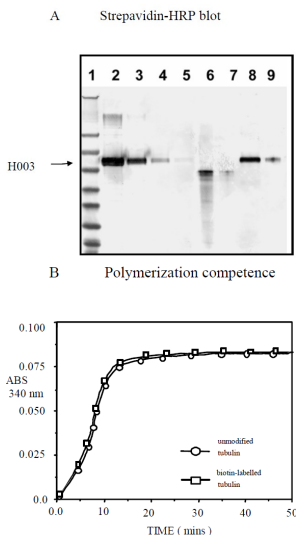 A Strepavidin-HRP blot
1 2 3 4 5 6 7 8 9
H003
B Polymerization competence
0.100
0.075
ABS
340 nm
0.050
0.025
0.0
unmodified
tubulin
biotin-labelled
tubulin
0.0 10 20 30 40 50
TIME ( mins )